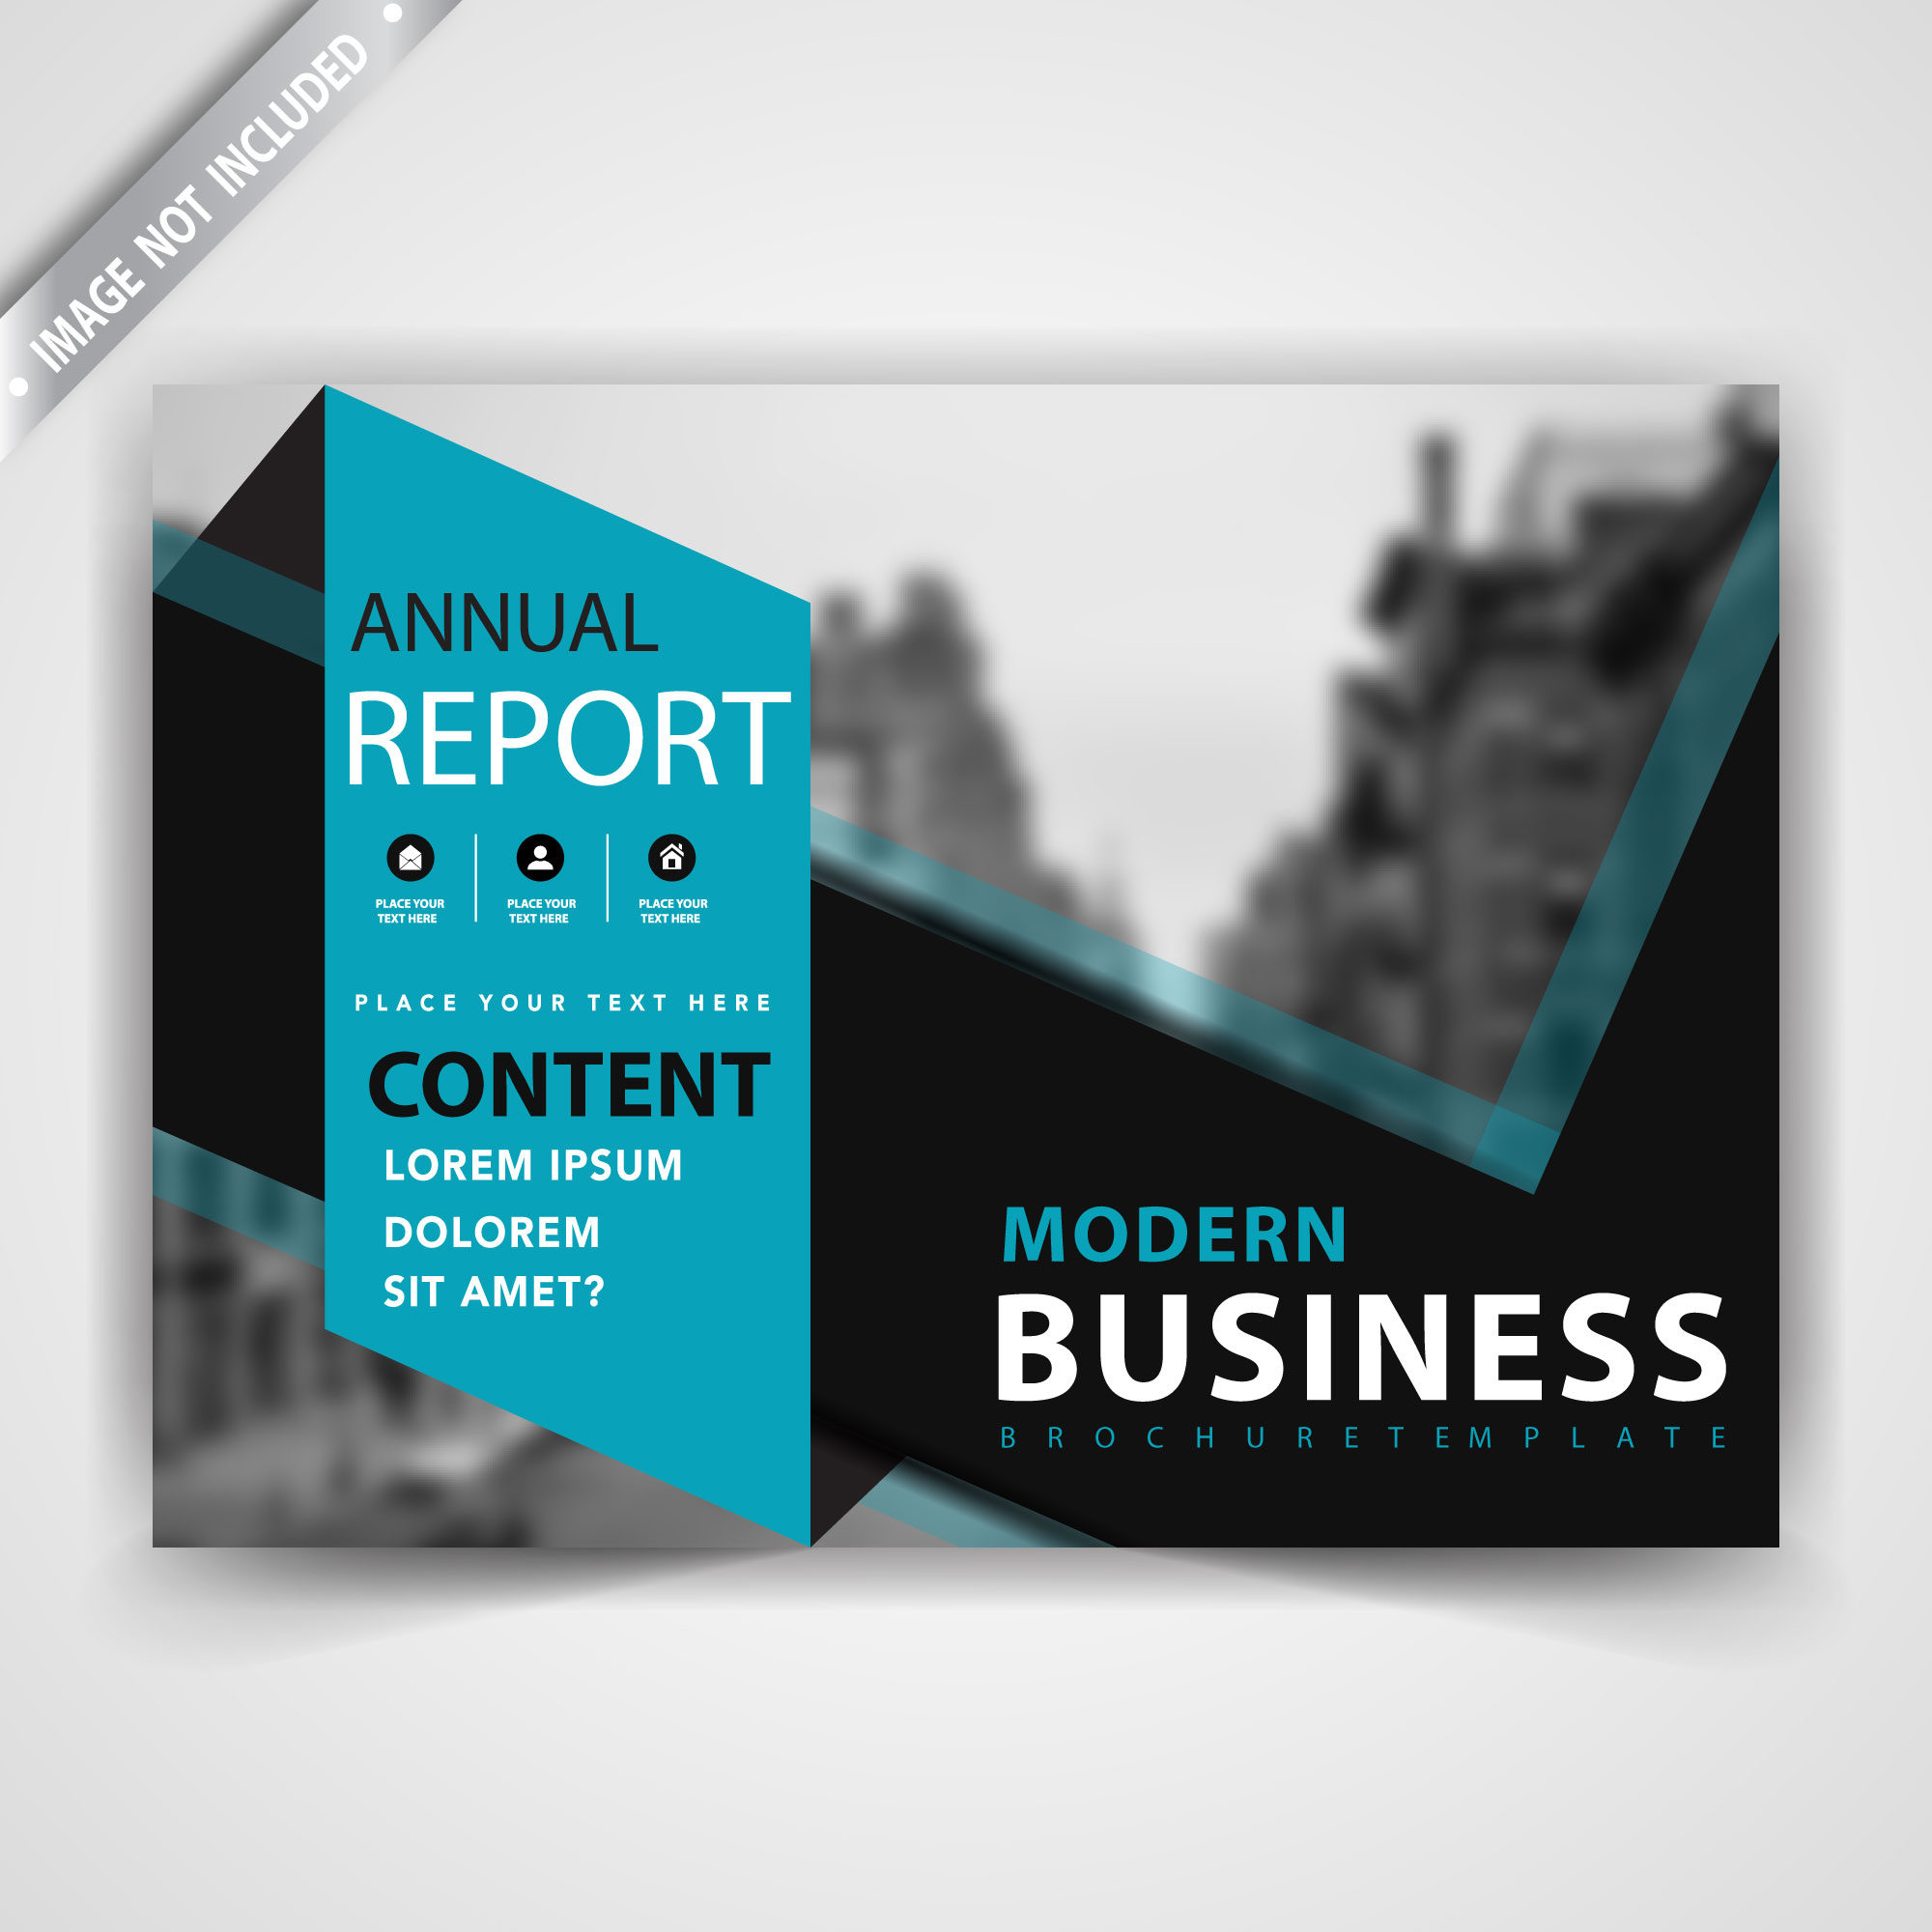 IMAGE NOT INCLUDED
ANNUAL
REPORT
PLACE YOUR
TEXT HERE
PLACE YOUR
TEXT HERE
PLACE YOUR
TEXT HERE
PLACE YOUR TEXT HERE
CONTENT
LOREM IPSUM
DOLOREM
SIT AMET?
MODERN
BUSINESS
BROCHURETEMPLATE